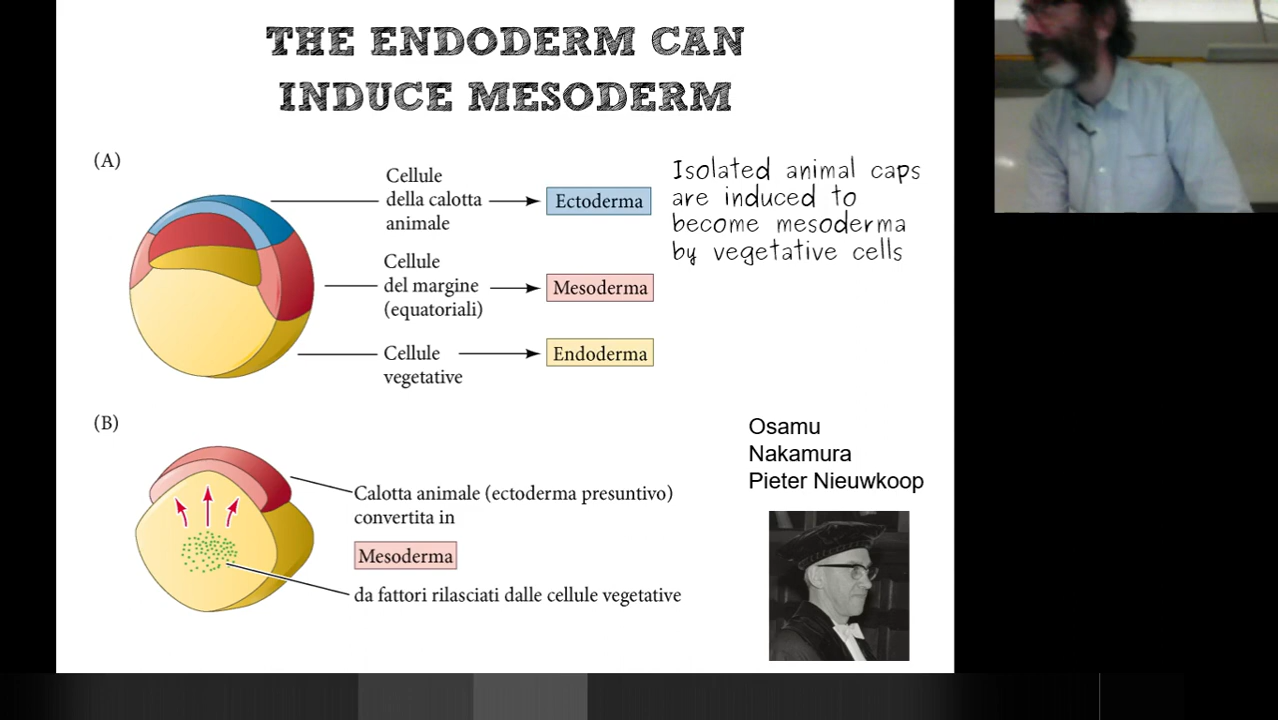 THE ENDODERM CAN
INDUCE MESODERM
(A)
Cellule
della calotta
animale
Ectoderma
Cellule
del margine
(equatoriali)
Mesoderma
Cellule
vegetative
Endoderma
Isolated animal caps
are induced to
become mesoderma
by vegetative cells
(B)
Calotta animale (ectoderma presuntivo)
convertita in
Mesoderma
da fattori rilasciati dalle cellule vegetative
Osamu
Nakamura
Pieter Nieuwkoop